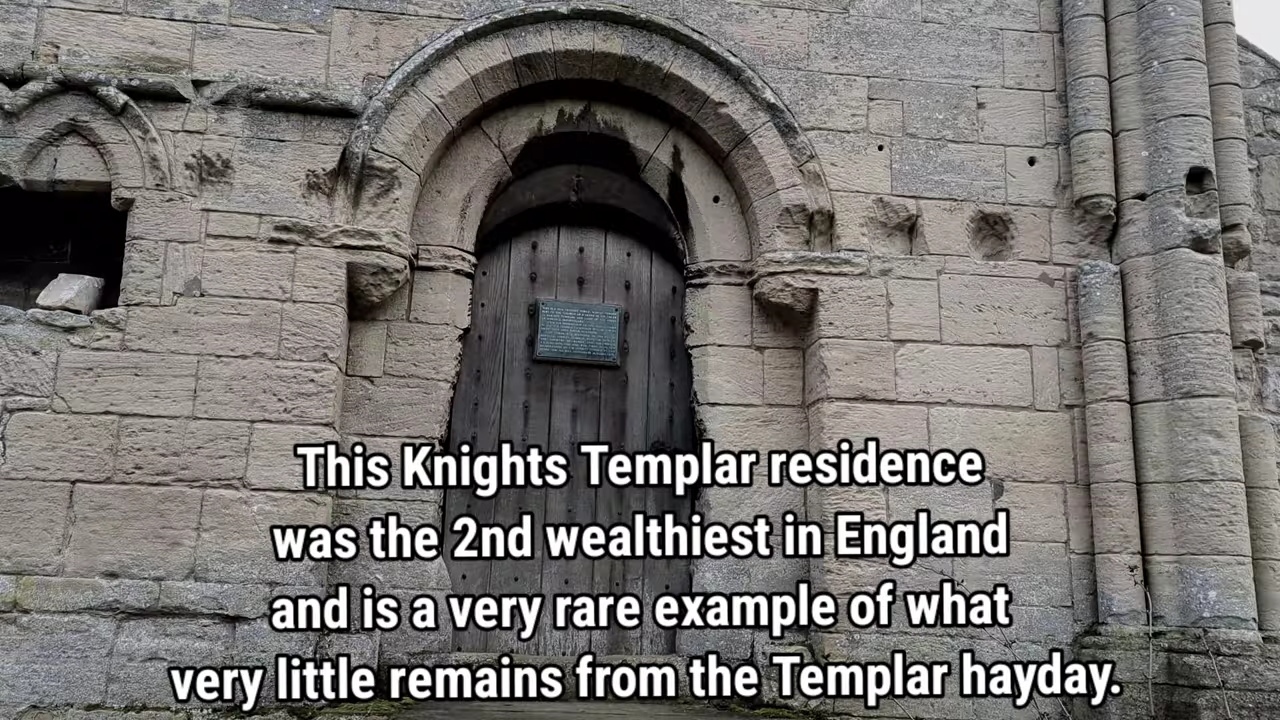 This Knights Templar residence
was the 2nd wealthiest in England
and is a very rare example of what
very little remains from the Templar hayday.